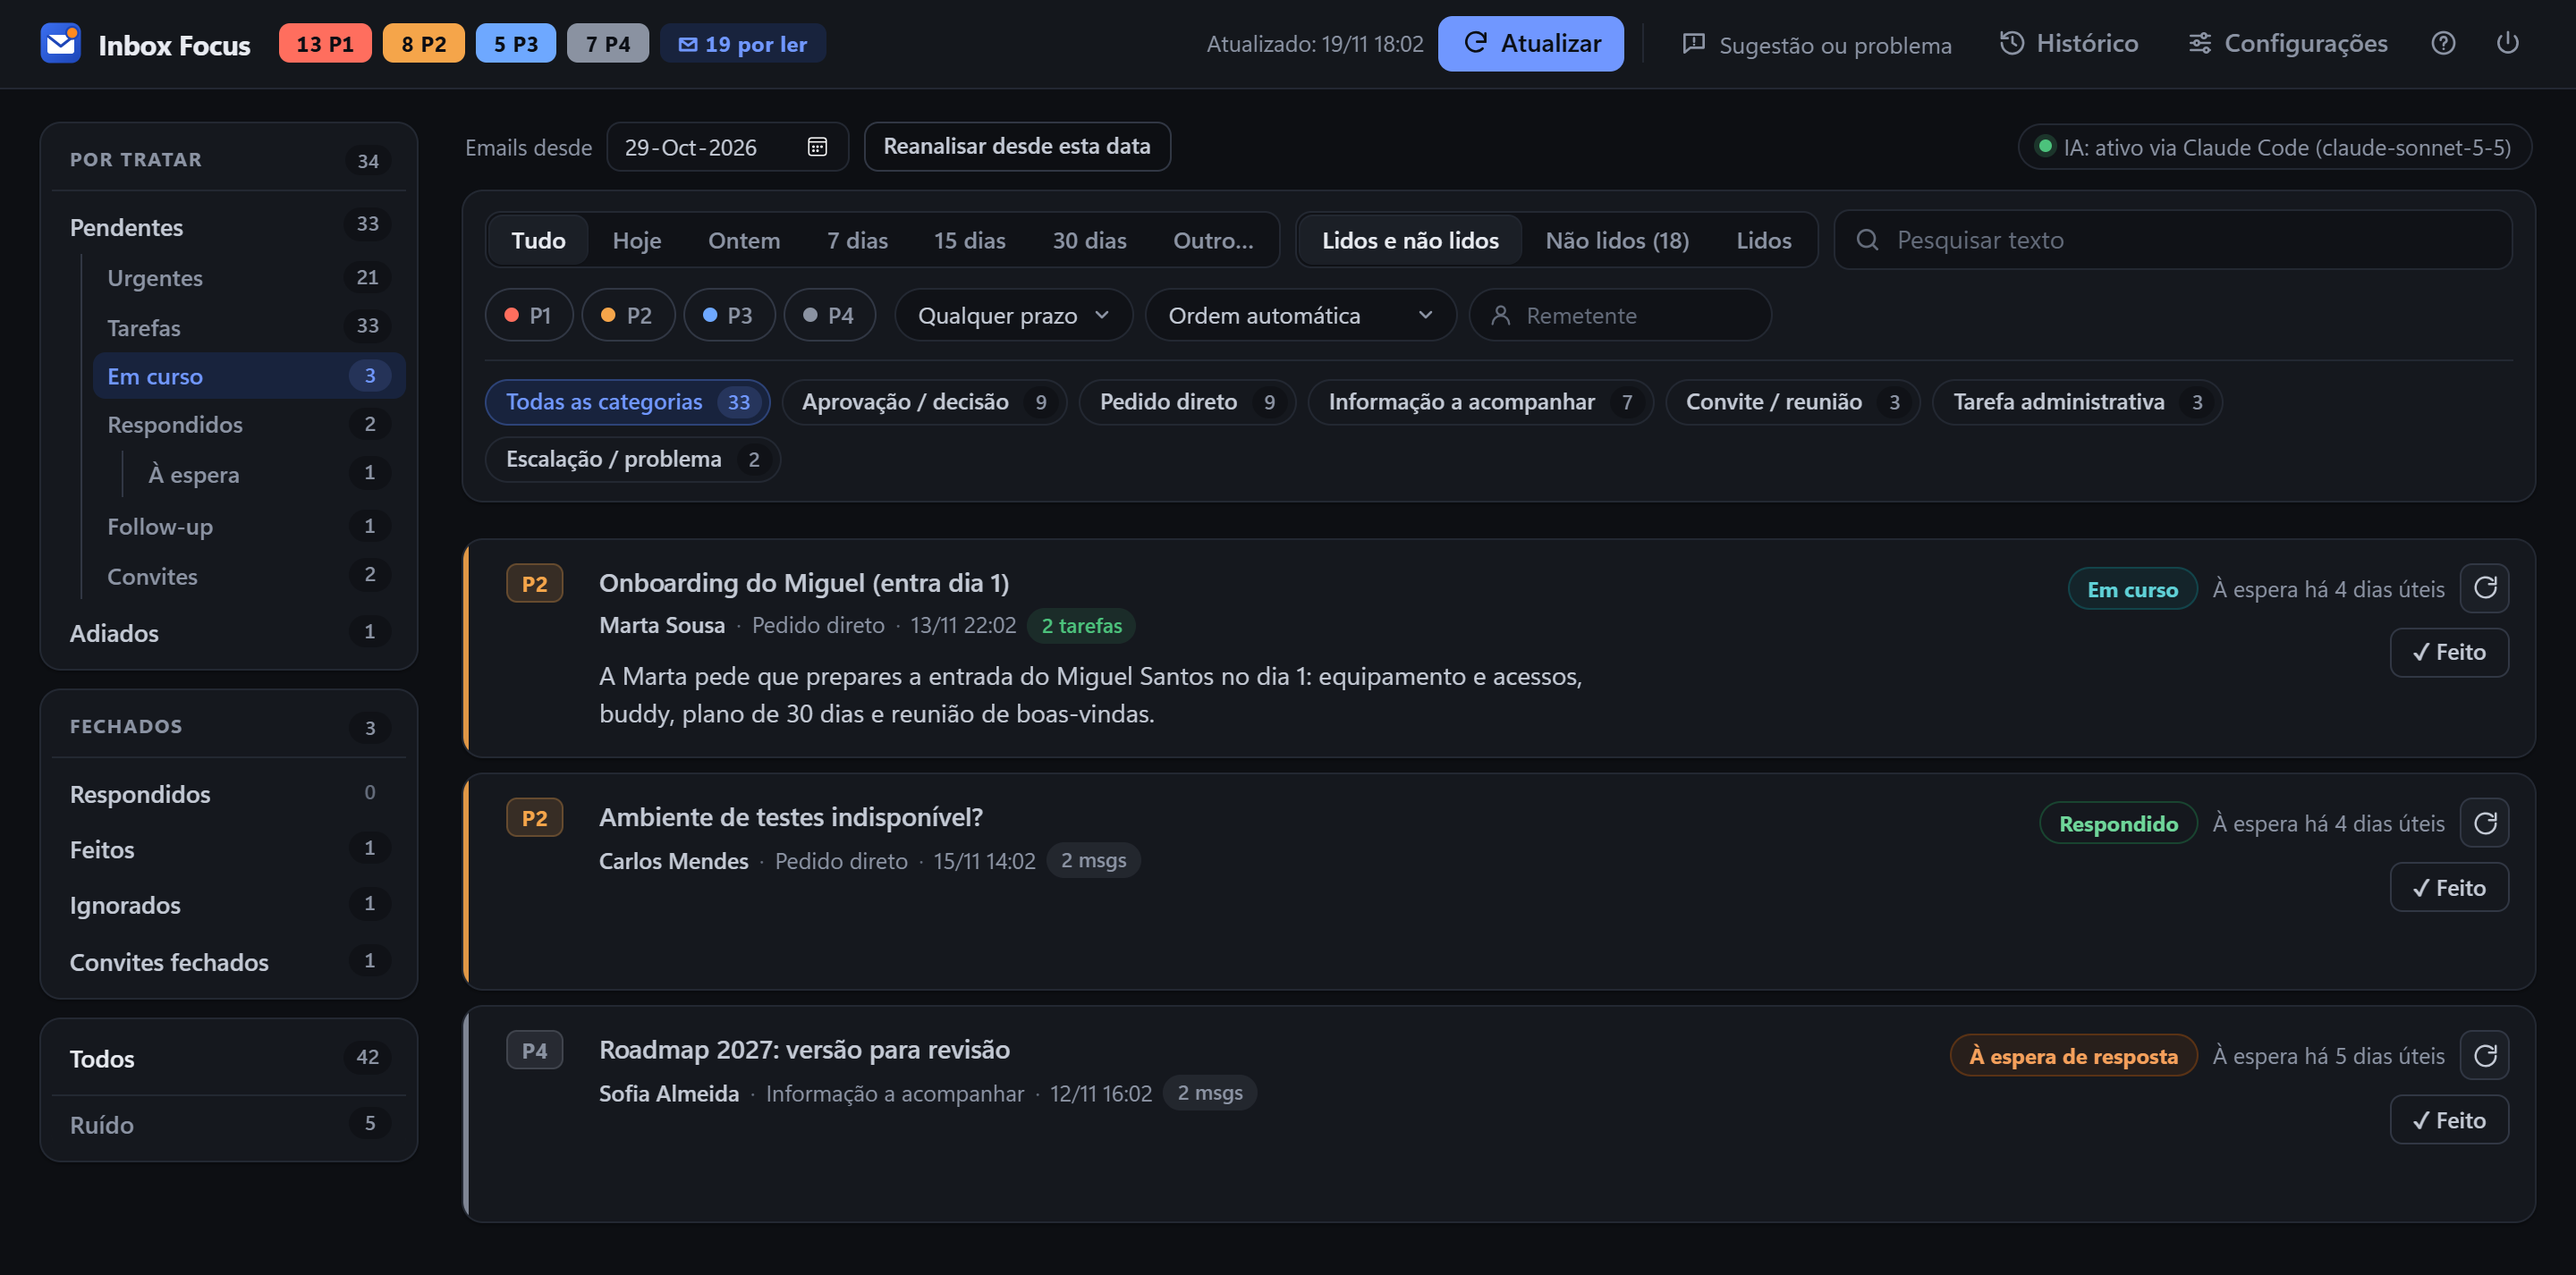 Inbox Focus 13 P1 8 P2 5 P3 7 P4 19 por ler Atualizado: 19/11 18:02 Atualizar Sugestão ou problema Histórico Configurações
POR TRATAR 34
Pendentes 33
Urgentes 21
Tarefas 33
Em curso 3
Respondidos 2
À espera 1
Follow-up 1
Convites 2
Adiados 1
FECHADOS 3
Respondidos 0
Feitos 1
Ignorados 1
Convites fechados 1
Todos 42
Ruído 5
Emails desde 29-Oct-2026 Reanalisar desde esta data IA: ativo via Claude Code (claude-sonnet-5-5)
Tudo Hoje Ontem 7 dias 15 dias 30 dias Outro... Lidos e não lidos Não lidos (18) Lidos Pesquisar texto
P1 P2 P3 P4 Qualquer prazo Ordem automática Remetente
Todas as categorias 33 Aprovação / decisão 9 Pedido direto 9 Informação a acompanhar 7 Convite / reunião 3 Tarefa administrativa 3
Escalação / problema 2
P2 Onboarding do Miguel (entra dia 1) Em curso À espera há 4 dias úteis
Marta Sousa · Pedido direto · 13/11 22:02 2 tarefas
✓ Feito
A Marta pede que prepares a entrada do Miguel Santos no dia 1: equipamento e acessos,
buddy, plano de 30 dias e reunião de boas-vindas.
P2 Ambiente de testes indisponível? Respondido À espera há 4 dias úteis
Carlos Mendes · Pedido direto · 15/11 14:02 2 msgs
✓ Feito
P4 Roadmap 2027: versão para revisão À espera de resposta À espera há 5 dias úteis
Sofia Almeida · Informação a acompanhar · 12/11 16:02 2 msgs
✓ Feito